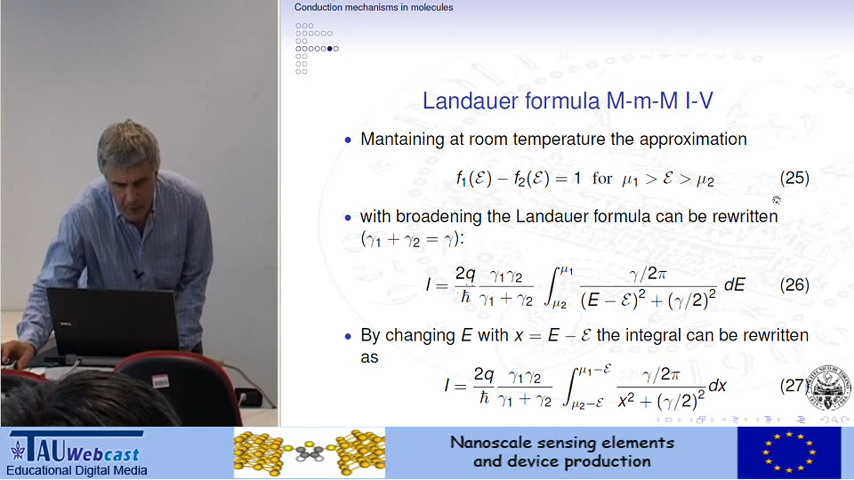 Conduction mechanisms in molecules
Landauer formula M-m-M I-V
Mantaining at room temperature the approximation
f₁(ℰ) − f₂(ℰ) = 1 for μ₁ > ℰ > μ₂ (25)
with broadening the Landauer formula can be rewritten
(γ₁ + γ₂ = γ):
I = 2q/ħ γ₁γ₂/(γ₁ + γ₂) ∫_{μ₂}^{μ₁} (γ/2π)/((E − ℰ)² + (γ/2)²) dE (26)
By changing E with x = E − ℰ the integral can be rewritten
as
I = 2q/ħ γ₁γ₂/(γ₁ + γ₂) ∫_{μ₂−ℰ}^{μ₁−ℰ} (γ/2π)/(x² + (γ/2)²) dx (27)
TAU Webcast
Educational Digital Media
Nanoscale sensing elements
and device production